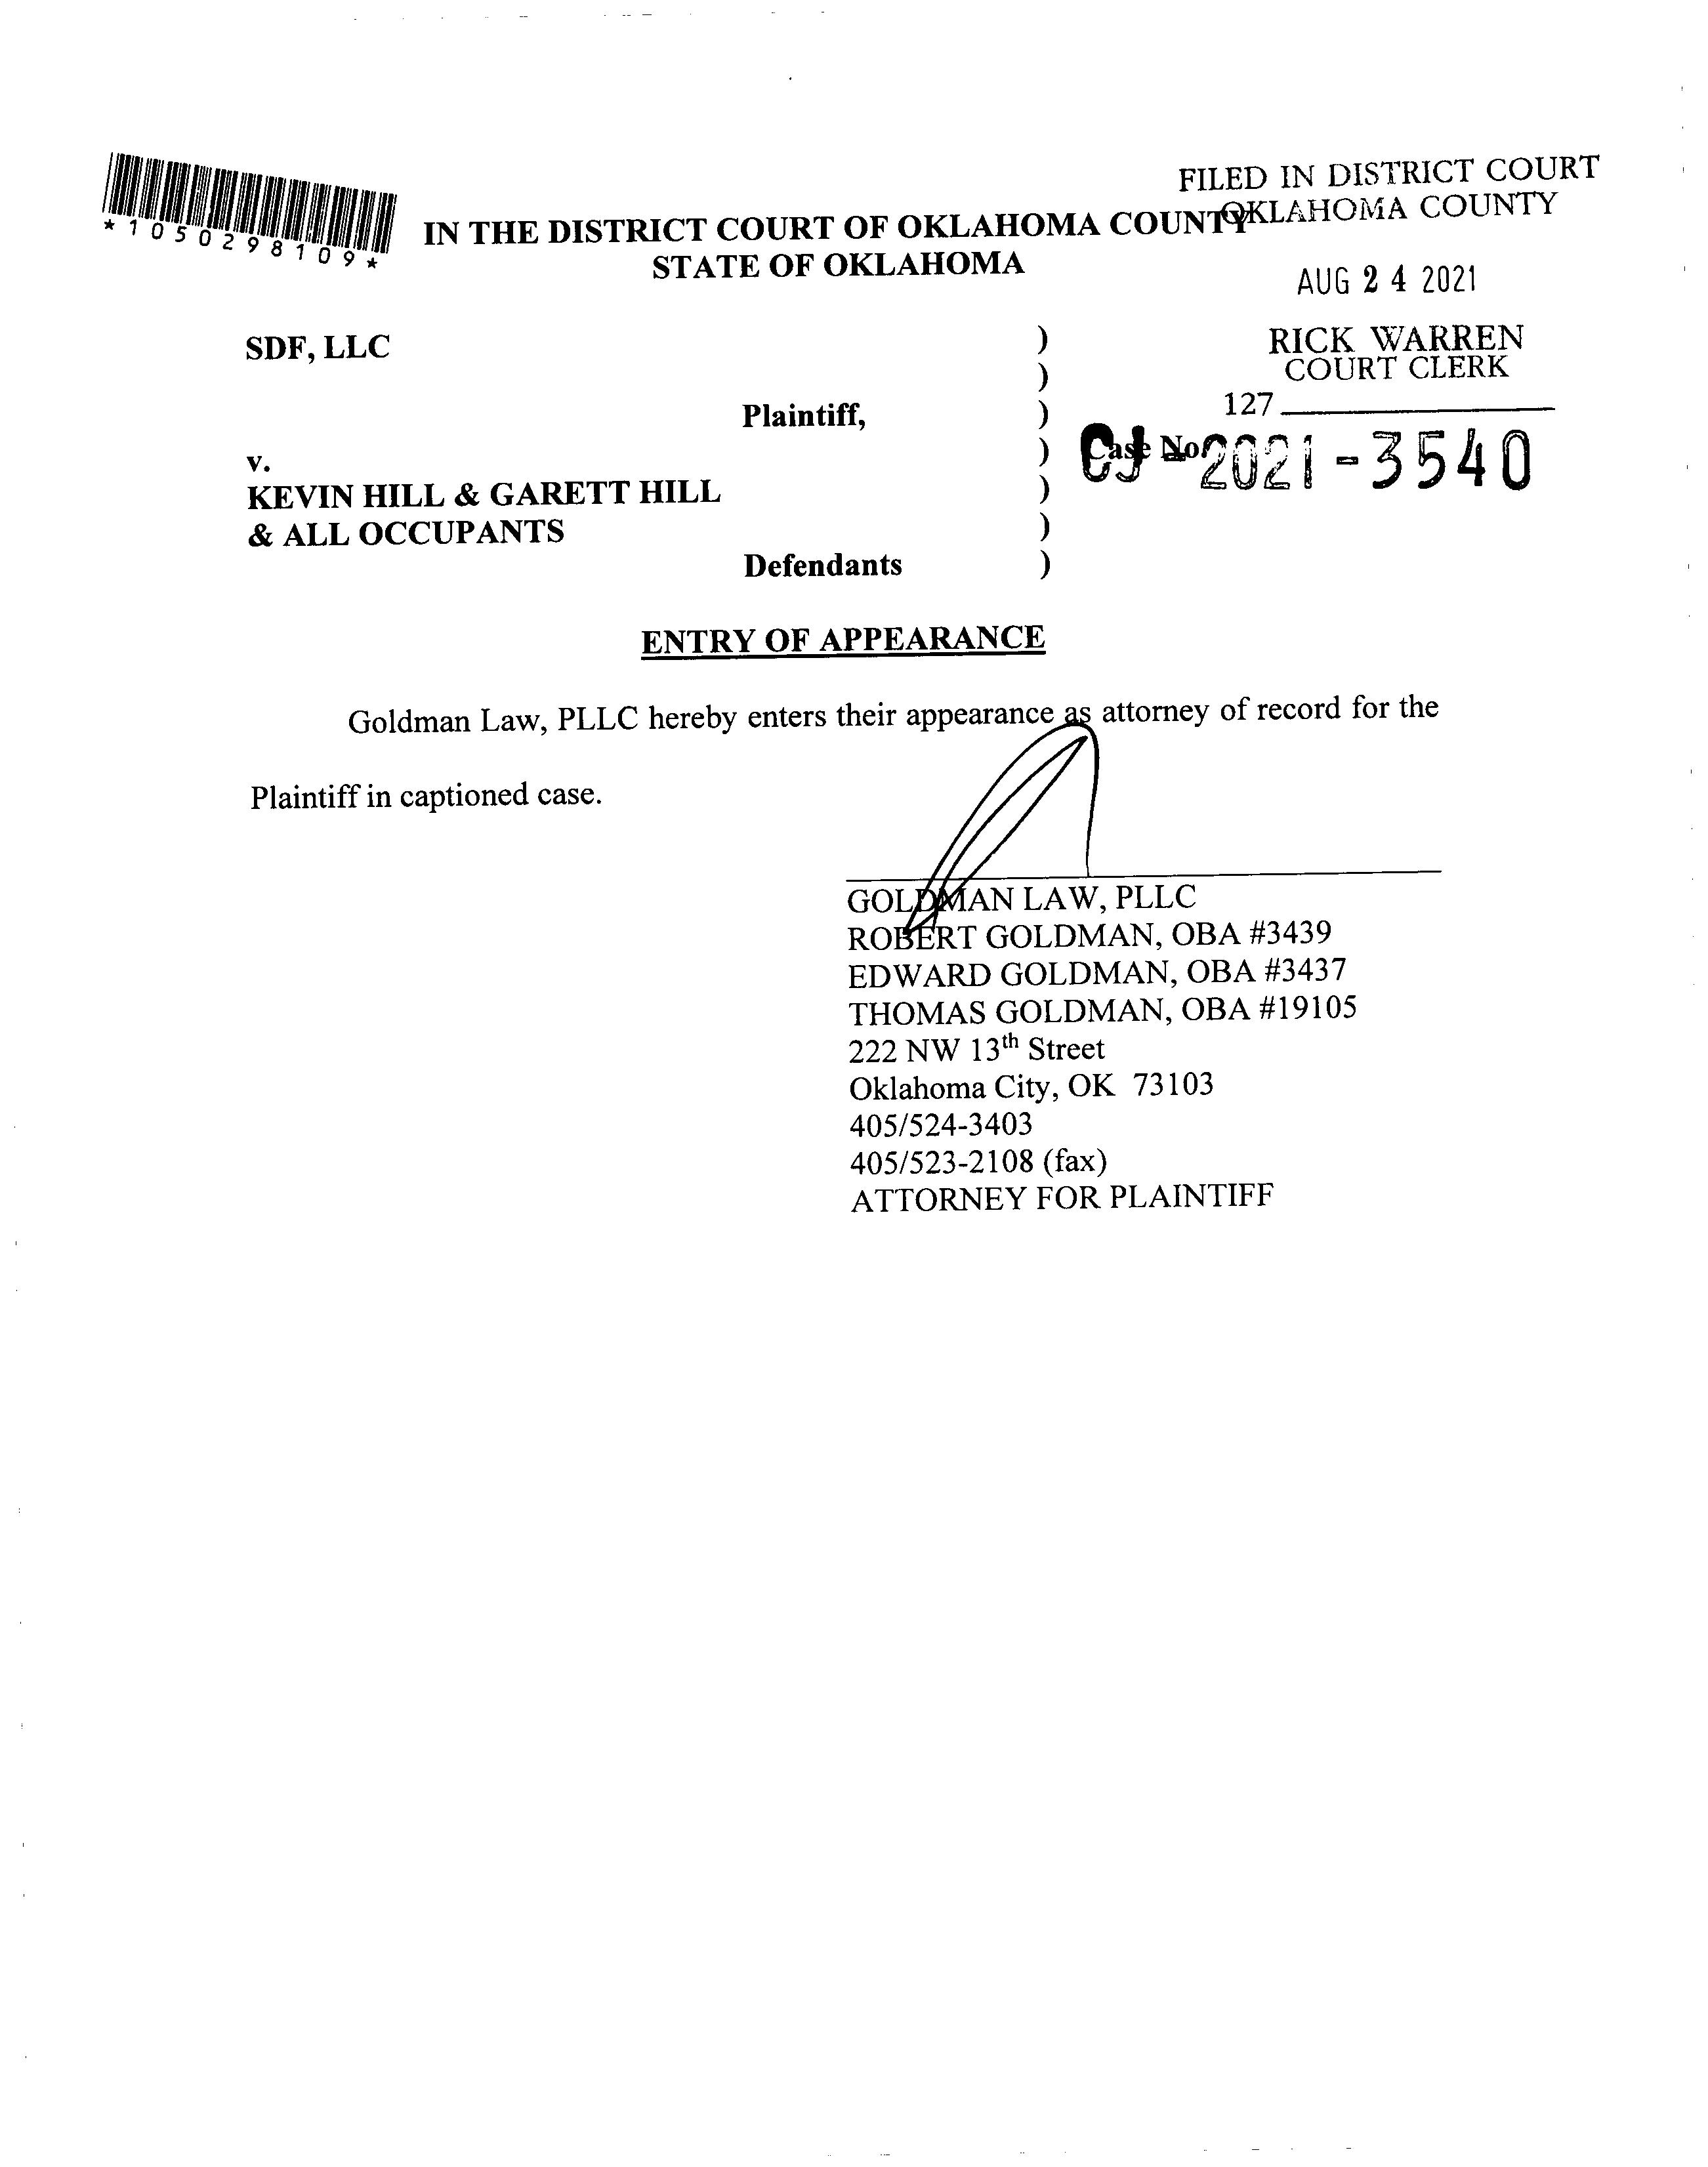 FILED IN DISTRICT COURT
OKLAHOMA COUNTY
*1050298109*
IN THE DISTRICT COURT OF OKLAHOMA COUNTY
STATE OF OKLAHOMA
AUG 24 2021
SDF, LLC )
RICK WARREN
)
COURT CLERK
Plaintiff, )
127
) Case No.
CJ-2021-3540
v.
KEVIN HILL & GARETT HILL )
& ALL OCCUPANTS )
Defendants )
ENTRY OF APPEARANCE
Goldman Law, PLLC hereby enters their appearance as attorney of record for the
Plaintiff in captioned case.
GOLDMAN LAW, PLLC
ROBERT GOLDMAN, OBA #3439
EDWARD GOLDMAN, OBA #3437
THOMAS GOLDMAN, OBA #19105
222 NW 13th Street
Oklahoma City, OK 73103
405/524-3403
405/523-2108 (fax)
ATTORNEY FOR PLAINTIFF